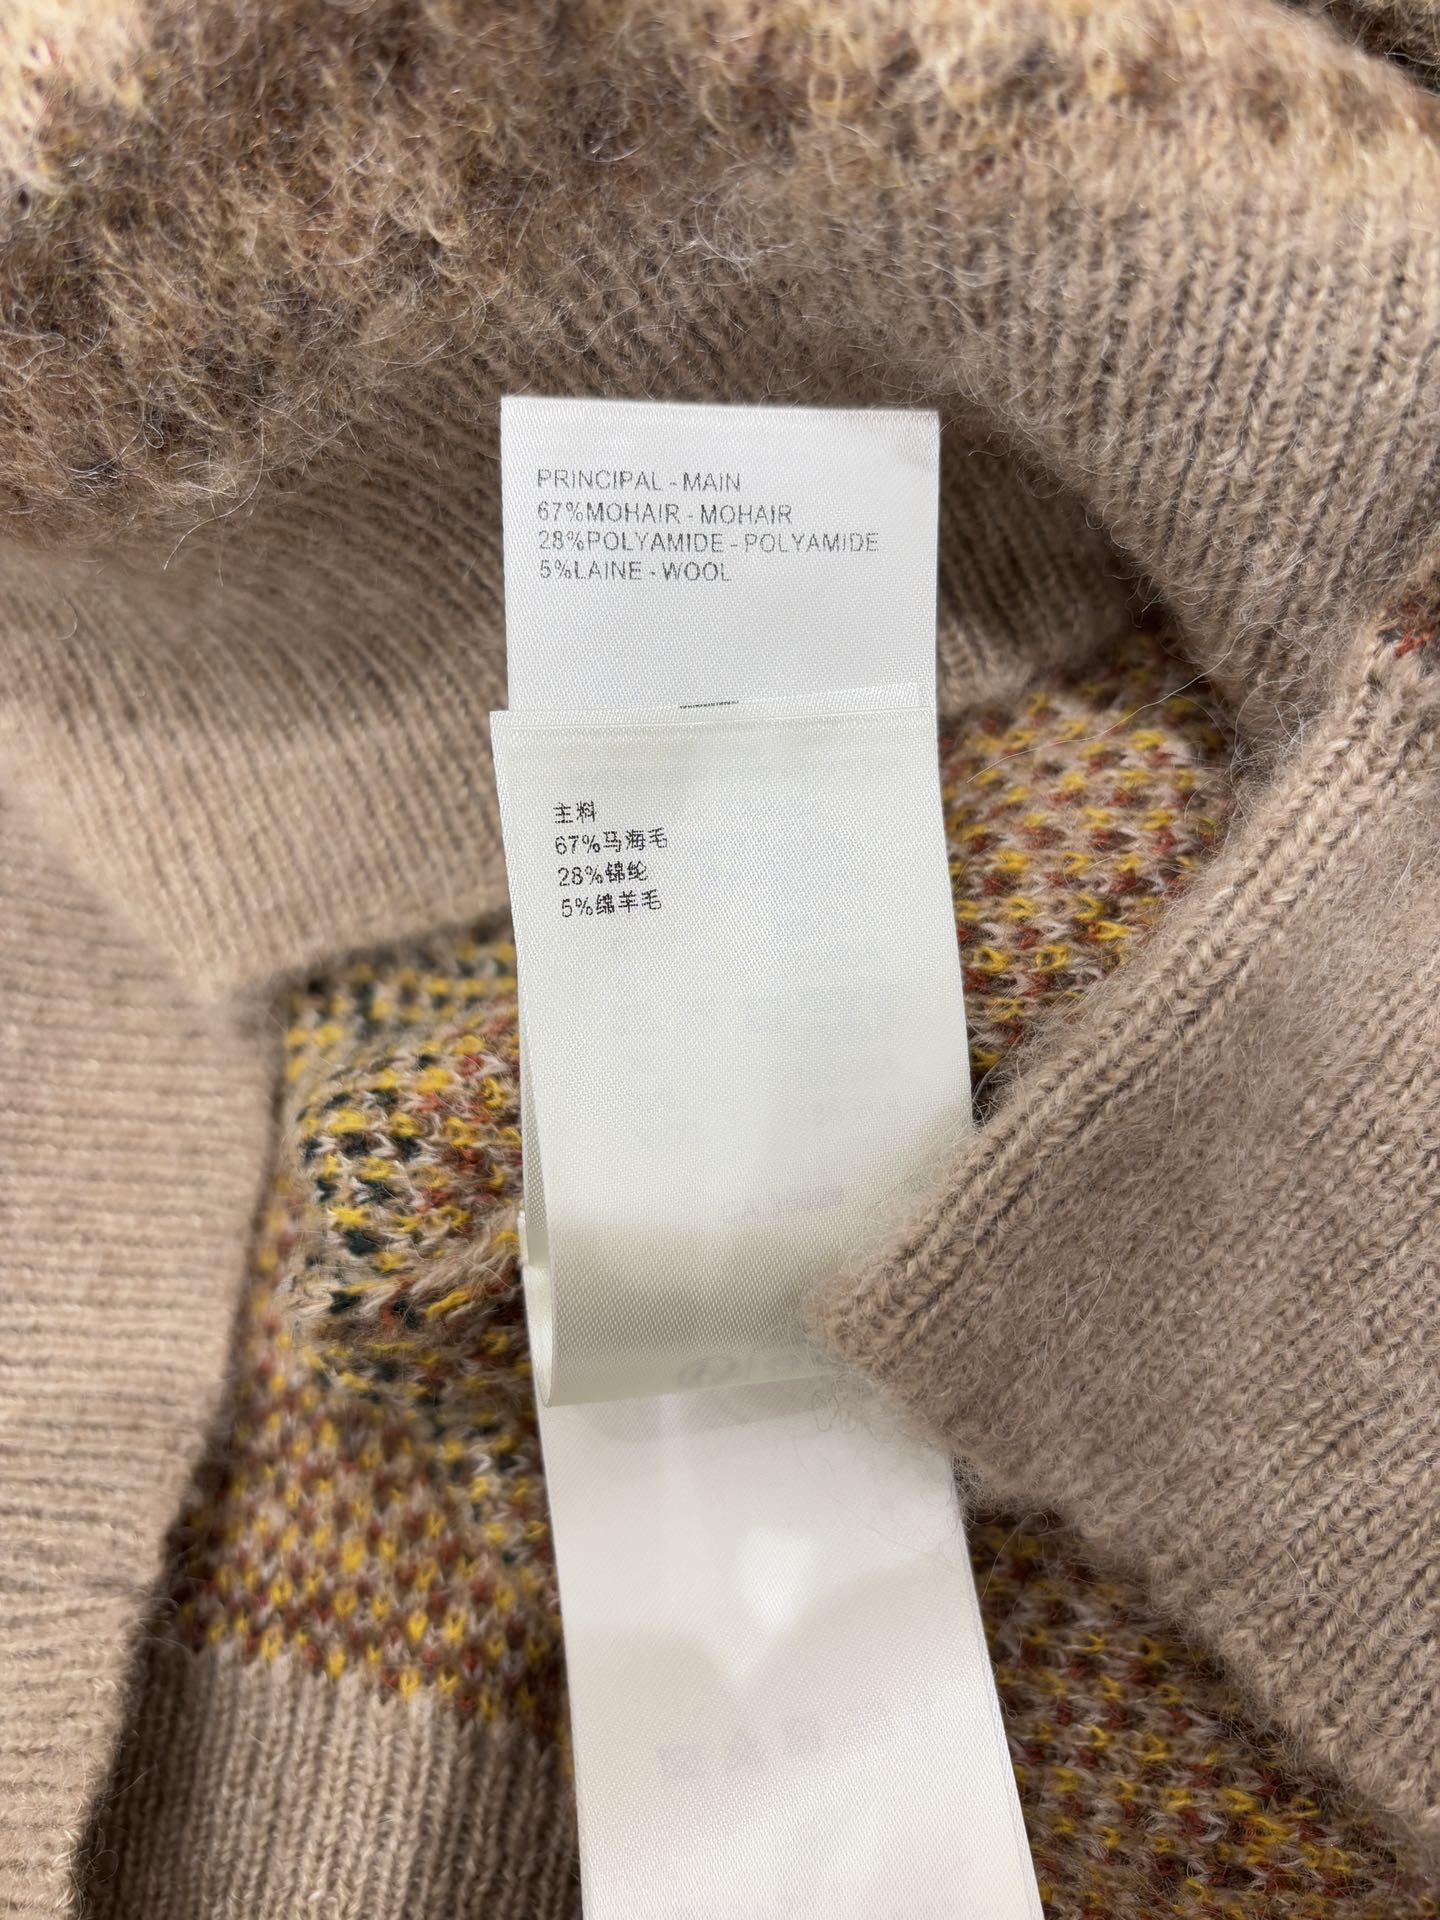 PRINCIPAL - MAIN
67%MOHAIR - MOHAIR
28%POLYAMIDE - POLYAMIDE
5%LAINE - WOOL
主料
67%马海毛
28%锦纶
5%绵羊毛